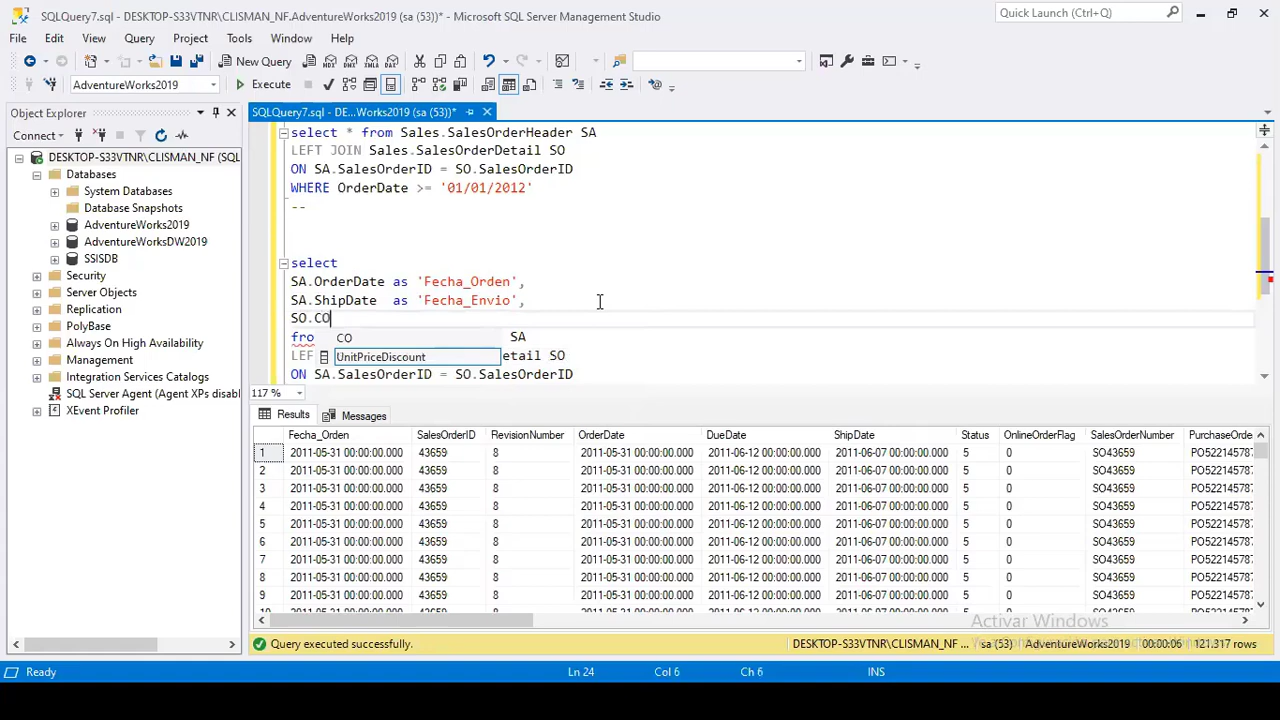 SQLQuery7.sql - DESKTOP-S33VTNR\CLISMAN_NF.AdventureWorks2019 (sa (53))* - Microsoft SQL Server Management Studio
Quick Launch (Ctrl+Q)
File Edit View Query Project Tools Window Help
New Query
AdventureWorks2019
Execute
Object Explorer
SQLQuery7.sql - DE...Works2019 (sa (53))*
Connect
DESKTOP-S33VTNR\CLISMAN_NF (SQL
Databases
System Databases
Database Snapshots
AdventureWorks2019
AdventureWorksDW2019
SSISDB
Security
Server Objects
Replication
PolyBase
Always On High Availability
Management
Integration Services Catalogs
SQL Server Agent (Agent XPs disabl
XEvent Profiler
select * from Sales.SalesOrderHeader SA
LEFT JOIN Sales.SalesOrderDetail SO
ON SA.SalesOrderID = SO.SalesOrderID
WHERE OrderDate >= '01/01/2012'
--
select
SA.OrderDate as 'Fecha_Orden',
SA.ShipDate as 'Fecha_Envio',
SO.CO
fro CO SA
LEF UnitPriceDiscount etail SO
ON SA.SalesOrderID = SO.SalesOrderID
117 %
Results Messages
Fecha_Orden SalesOrderID RevisionNumber OrderDate DueDate ShipDate Status OnlineOrderFlag SalesOrderNumber PurchaseOrde
1 2011-05-31 00:00:00.000 43659 8 2011-05-31 00:00:00.000 2011-06-12 00:00:00.000 2011-06-07 00:00:00.000 5 0 SO43659 PO522145787
2 2011-05-31 00:00:00.000 43659 8 2011-05-31 00:00:00.000 2011-06-12 00:00:00.000 2011-06-07 00:00:00.000 5 0 SO43659 PO522145787
3 2011-05-31 00:00:00.000 43659 8 2011-05-31 00:00:00.000 2011-06-12 00:00:00.000 2011-06-07 00:00:00.000 5 0 SO43659 PO522145787
4 2011-05-31 00:00:00.000 43659 8 2011-05-31 00:00:00.000 2011-06-12 00:00:00.000 2011-06-07 00:00:00.000 5 0 SO43659 PO522145787
5 2011-05-31 00:00:00.000 43659 8 2011-05-31 00:00:00.000 2011-06-12 00:00:00.000 2011-06-07 00:00:00.000 5 0 SO43659 PO522145787
6 2011-05-31 00:00:00.000 43659 8 2011-05-31 00:00:00.000 2011-06-12 00:00:00.000 2011-06-07 00:00:00.000 5 0 SO43659 PO522145787
7 2011-05-31 00:00:00.000 43659 8 2011-05-31 00:00:00.000 2011-06-12 00:00:00.000 2011-06-07 00:00:00.000 5 0 SO43659 PO522145787
8 2011-05-31 00:00:00.000 43659 8 2011-05-31 00:00:00.000 2011-06-12 00:00:00.000 2011-06-07 00:00:00.000 5 0 SO43659 PO522145787
9 2011-05-31 00:00:00.000 43659 8 2011-05-31 00:00:00.000 2011-06-12 00:00:00.000 2011-06-07 00:00:00.000 5 0 SO43659 PO522145787
Activar Windows
Query executed successfully. DESKTOP-S33VTNR\CLISMAN_NF ... sa (53) AdventureWorks2019 00:00:06 121.317 rows
Ready Ln 24 Col 6 Ch 6 INS